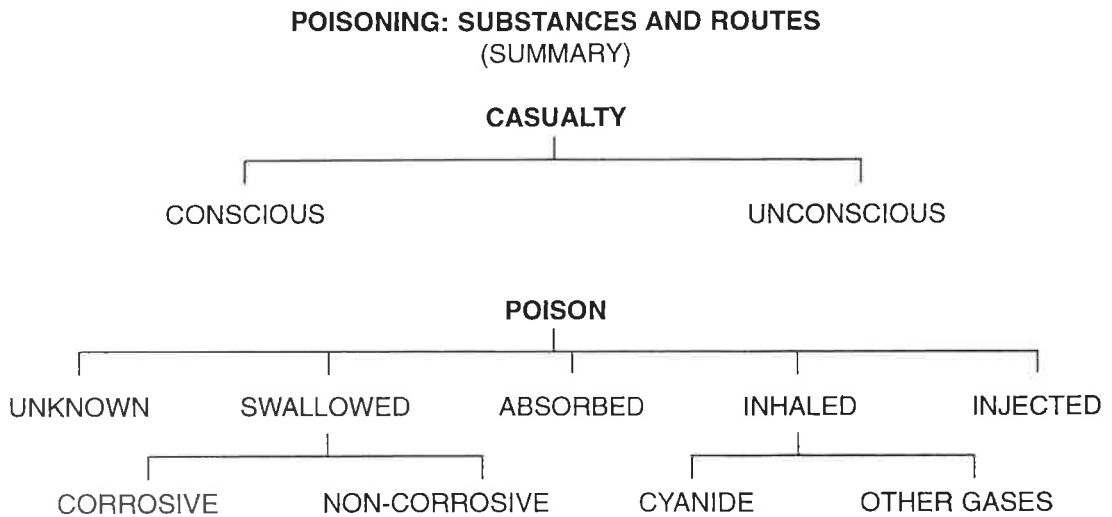 POISONING: SUBSTANCES AND ROUTES
(SUMMARY)
CASUALTY
CONSCIOUS UNCONSCIOUS
POISON
UNKNOWN SWALLOWED ABSORBED INHALED INJECTED
CORROSIVE NON-CORROSIVE CYANIDE OTHER GASES